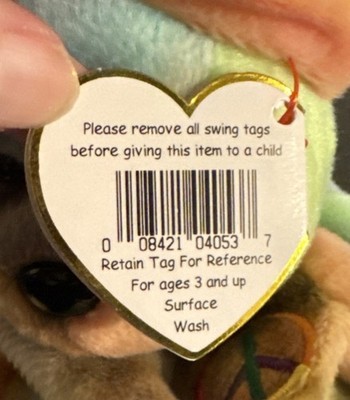 Please remove all swing tags
before giving this item to a child
0 08421 04053 7
Retain Tag For Reference
For ages 3 and up
Surface
Wash